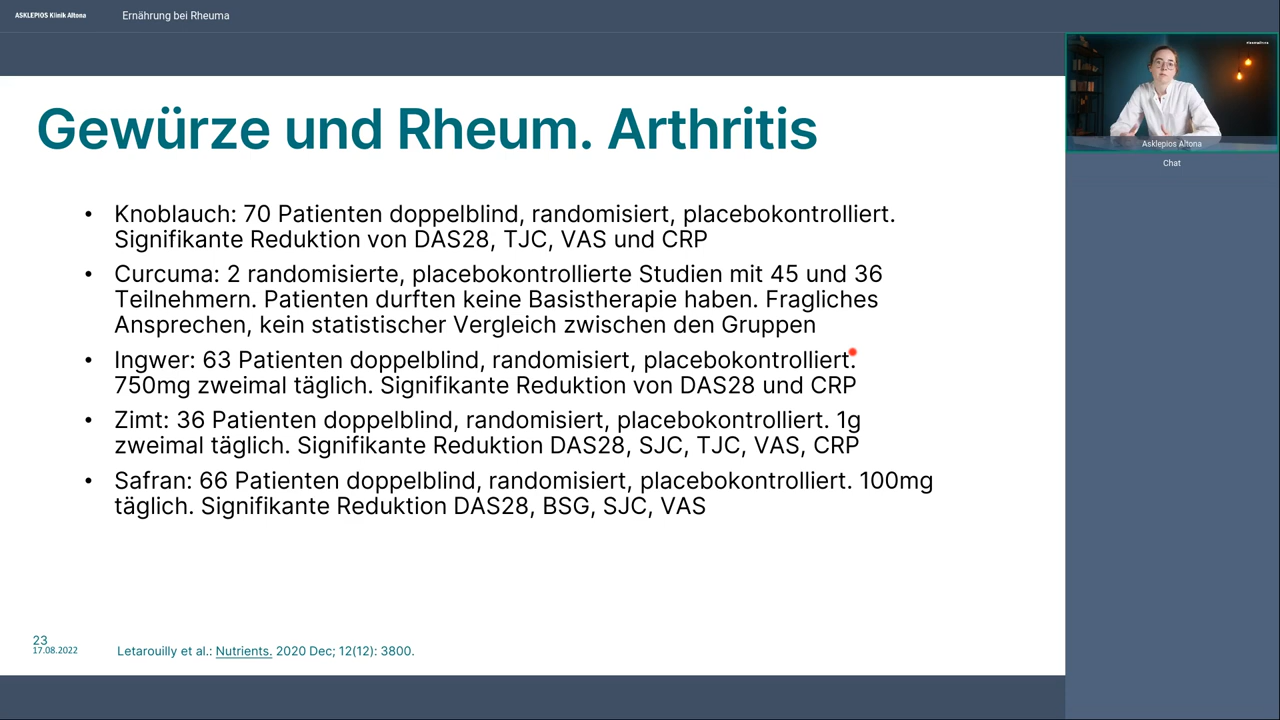 ASKLEPIOS Klinik Altona
Ernährung bei Rheuma
Gewürze und Rheum. Arthritis
• Knoblauch: 70 Patienten doppelblind, randomisiert, placebokontrolliert.
Signifikante Reduktion von DAS28, TJC, VAS und CRP
• Curcuma: 2 randomisierte, placebokontrollierte Studien mit 45 und 36
Teilnehmern. Patienten durften keine Basistherapie haben. Fragliches
Ansprechen, kein statistischer Vergleich zwischen den Gruppen
• Ingwer: 63 Patienten doppelblind, randomisiert, placebokontrolliert.
750mg zweimal täglich. Signifikante Reduktion von DAS28 und CRP
• Zimt: 36 Patienten doppelblind, randomisiert, placebokontrolliert. 1g
zweimal täglich. Signifikante Reduktion DAS28, SJC, TJC, VAS, CRP
• Safran: 66 Patienten doppelblind, randomisiert, placebokontrolliert. 100mg
täglich. Signifikante Reduktion DAS28, BSG, SJC, VAS
23
17.08.2022
Letarouilly et al.: Nutrients. 2020 Dec; 12(12): 3800.
Asklepios Altona
Chat